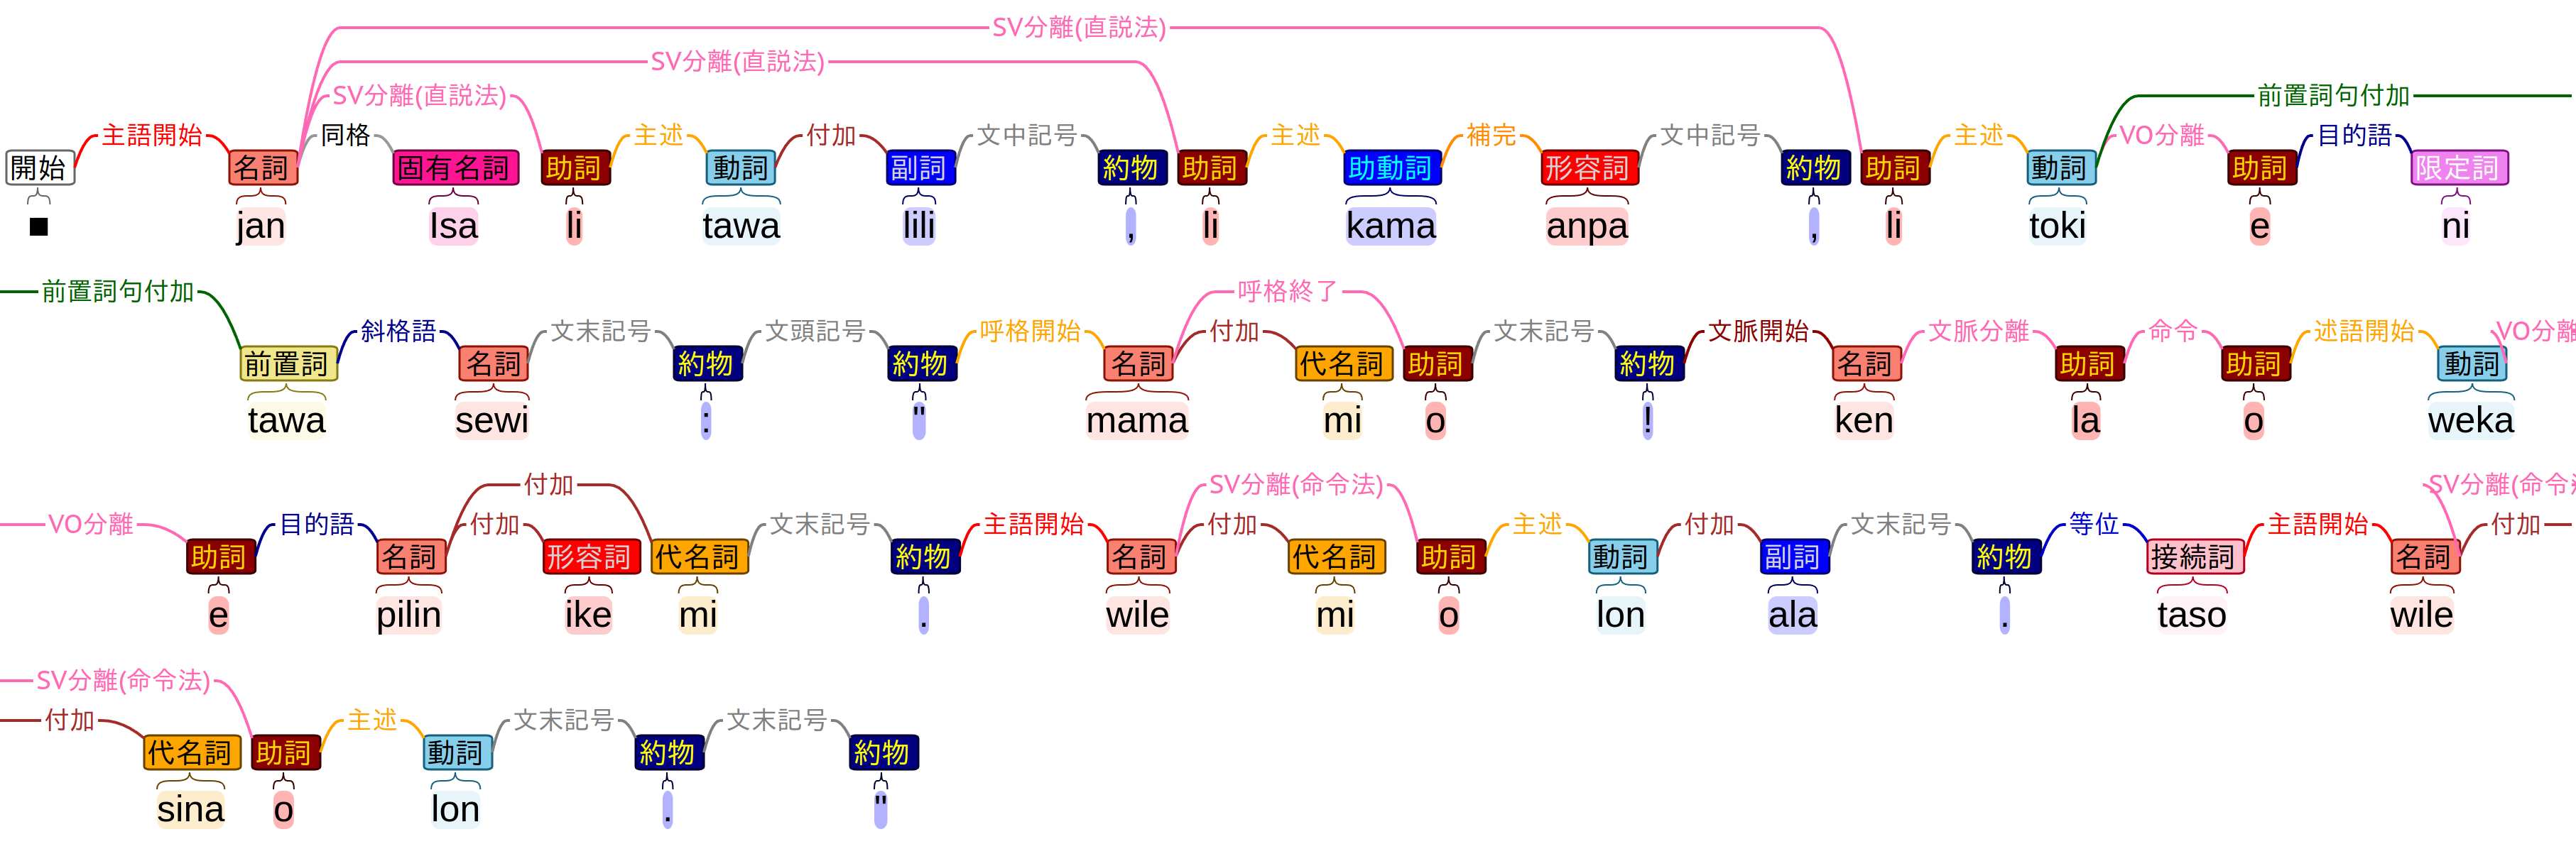 SV分離(直説法)
SV分離(直説法)
SV分離(直説法) 前置詞句付加
主語開始 同格 主述 付加 文中記号 主述 補完 文中記号 主述 VO分離 目的語
開始 名詞 固有名詞 助詞 動詞 副詞 約物 助詞 助動詞 形容詞 約物 助詞 動詞 助詞 限定詞
■ jan Isa li tawa lili , li kama anpa , li toki e ni
前置詞句付加 呼格終了
斜格語 文末記号 文頭記号 呼格開始 付加 文末記号 文脈開始 文脈分離 命令 述語開始 VO分離
前置詞 名詞 約物 約物 名詞 代名詞 助詞 約物 名詞 助詞 助詞 動詞
tawa sewi : " mama mi o ! ken la o weka
付加 SV分離(命令法) SV分離(命令法
VO分離 目的語 付加 文末記号 主語開始 付加 主述 付加 文末記号 等位 主語開始 付加
助詞 名詞 形容詞 代名詞 約物 名詞 代名詞 助詞 動詞 副詞 約物 接続詞 名詞
e pilin ike mi . wile mi o lon ala . taso wile
SV分離(命令法)
付加 主述 文末記号 文末記号
代名詞 助詞 動詞 約物 約物
sina o lon . "